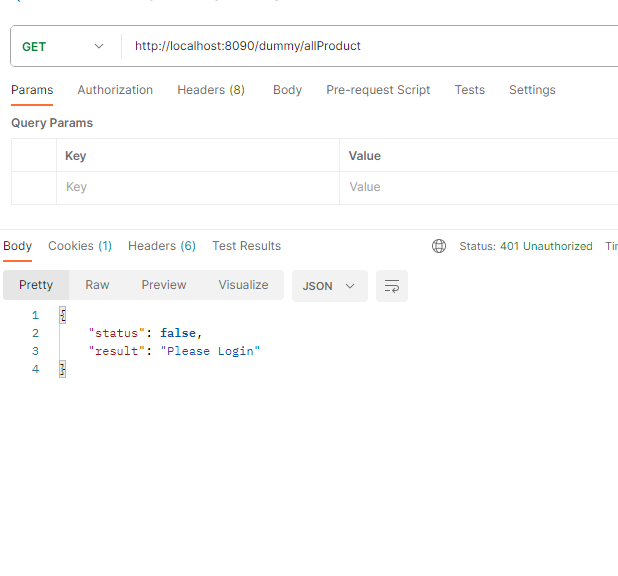 GET http://localhost:8090/dummy/allProduct
Params Authorization Headers (8) Body Pre-request Script Tests Settings
Query Params
Key Value
Key Value
Body Cookies (1) Headers (6) Test Results Status: 401 Unauthorized
Pretty Raw Preview Visualize JSON
1 {
2 "status": false,
3 "result": "Please Login"
4 }